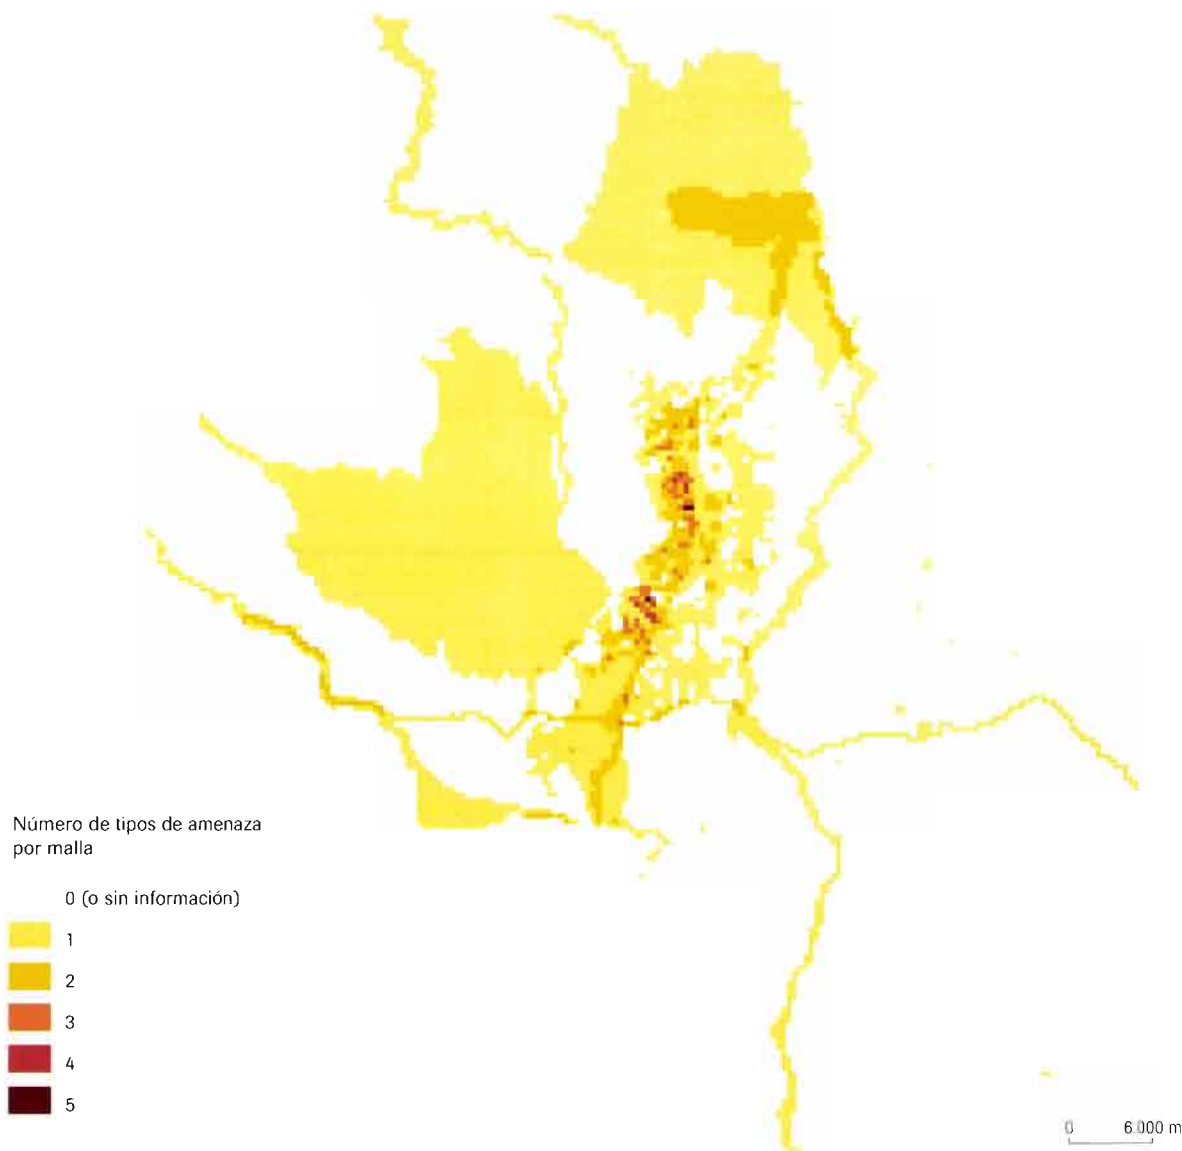 Número de tipos de amenaza
por malla
0 (o sin información)
1
2
3
4
5
0 6.000 m